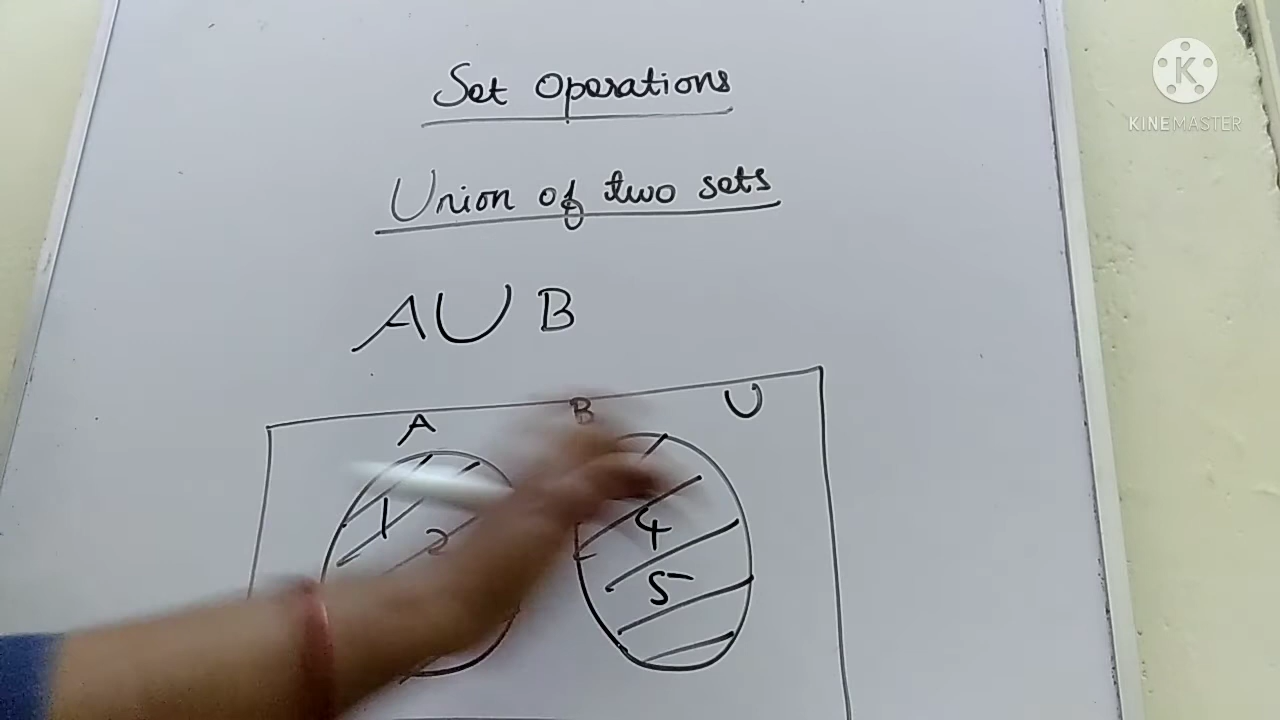 Set Operations
Union of two sets
A U B
A B U
1 2 4
5
K
KINEMASTER